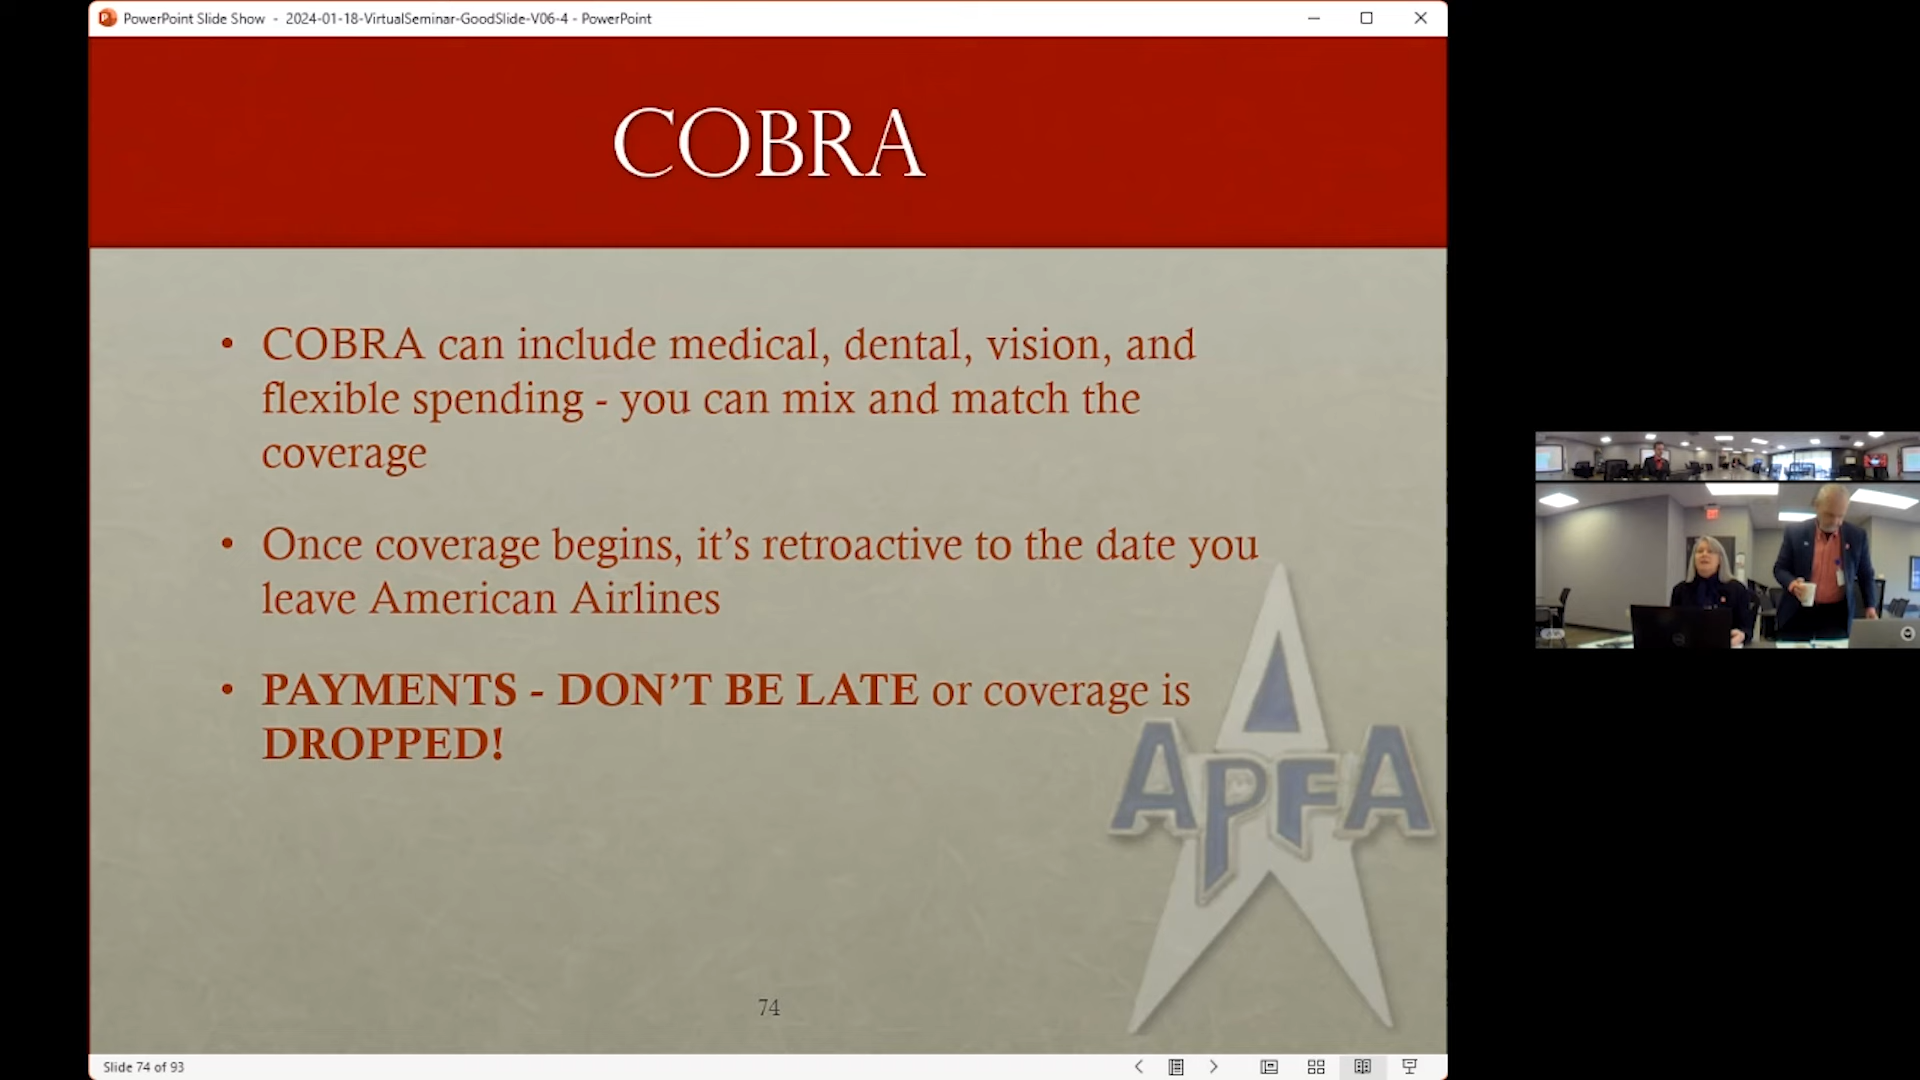 PowerPoint Slide Show - 2024-01-18-VirtualSeminar-GoodSlide-V06-4 - PowerPoint
COBRA
• COBRA can include medical, dental, vision, and
flexible spending - you can mix and match the
coverage
• Once coverage begins, it’s retroactive to the date you
leave American Airlines
• PAYMENTS - DON’T BE LATE or coverage is
DROPPED!
APFA
74
Slide 74 of 93